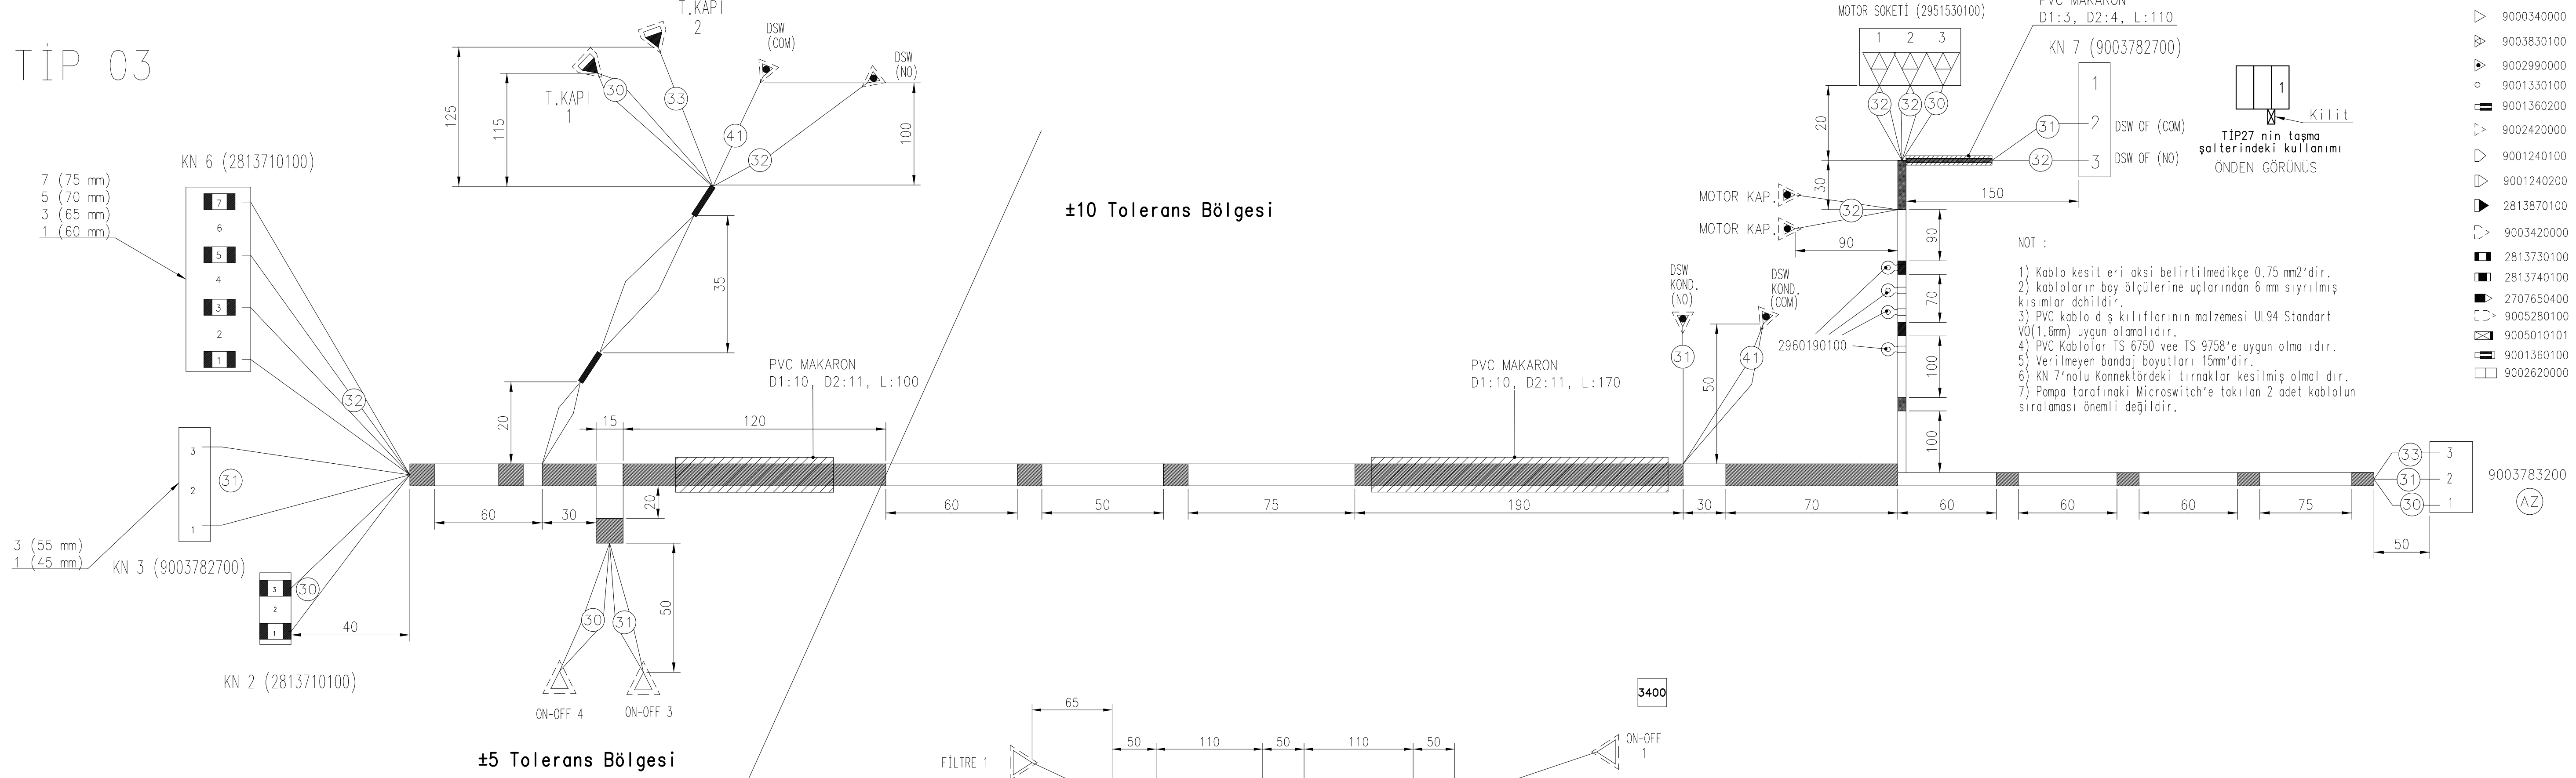 TİP 03
T.KAPI
2
DSW
(COM)
DSW
(NO)
T.KAPI
1
30
33
41
32
125
115
100
35
20
KN 6 (2813710100)
7 (75 mm)
5 (70 mm)
3 (65 mm)
1 (60 mm)
7
6
5
4
3
2
1
32
3
2
1
31
3 (55 mm)
1 (45 mm)
KN 3 (9003782700)
3
2
1
30
40
KN 2 (2813710100)
60
30
15
120
20
50
30
31
ON-OFF 4
ON-OFF 3
±5 Tolerans Bölgesi
±10 Tolerans Bölgesi
PVC MAKARON
D1:10, D2:11, L:100
60
50
75
190
30
70
60
60
60
75
50
PVC MAKARON
D1:10, D2:11, L:170
DSW
KOND.
(NO)
DSW
KOND.
(COM)
31
41
50
MOTOR SOKETİ (2951530100)
1 2 3
32
32
30
20
30
MOTOR KAP.
MOTOR KAP.
32
90
90
70
100
100
2960190100
PVC MAKARON
D1:3, D2:4, L:110
KN 7 (9003782700)
1
2
3
31
32
DSW OF (COM)
DSW OF (NO)
150
1
Kilit
TİP27 nin taşma
şalterindeki kullanımı
ÖNDEN GÖRÜNÜS
NOT :
1) Kablo kesitleri aksi belirtilmedikçe 0.75 mm2'dir.
2) kabloların boy ölçülerine uçlarından 6 mm sıyrılmış
kısımlar dahildir.
3) PVC kablo dış kılıflarının malzemesi UL94 Standart
VO(1.6mm) uygun olamalıdır.
4) PVC Kablolar TS 6750 vee TS 9758'e uygun olmalıdır.
5) Verilmeyen bandaj boyutları 15mm'dir.
6) KN 7'nolu Konnektördeki tırnaklar kesilmiş olmalıdır.
7) Pompa tarafınaki Microswitch'e takılan 2 adet kablolun
sıralaması önemli değildir.
9000340000
9003830100
9002990000
9001330100
9001360200
9002420000
9001240100
9001240200
2813870100
9003420000
2813730100
2813740100
2707650400
9005280100
9005010101
9001360100
9002620000
33
31
30
3
2
1
9003783200
AZ
3400
65
50
110
50
110
50
FİLTRE 1
ON-OFF
1